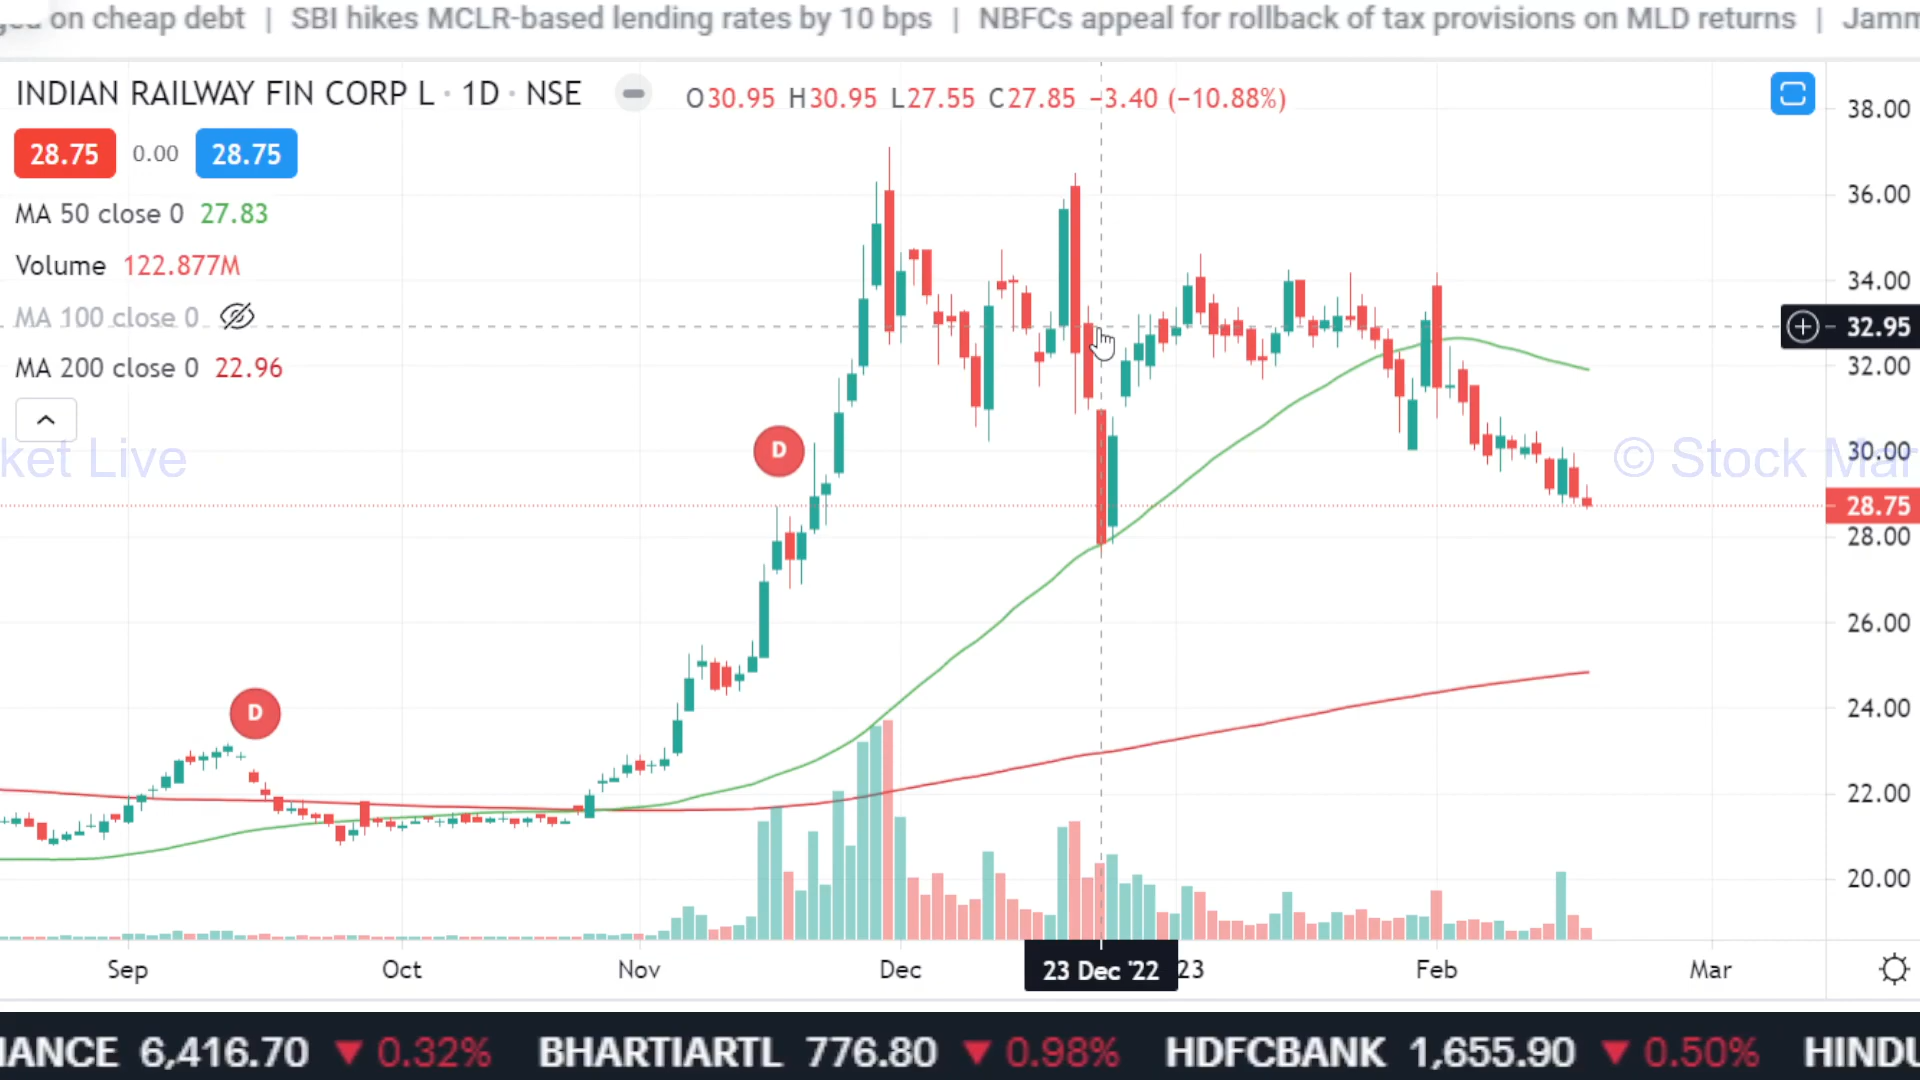 on cheap debt | SBI hikes MCLR-based lending rates by 10 bps | NBFCs appeal for rollback of tax provisions on MLD returns |
INDIAN RAILWAY FIN CORP L · 1D · NSE
O30.95 H30.95 L27.55 C27.85 −3.40 (−10.88%)
28.75 0.00 28.75
MA 50 close 0 27.83
Volume 122.877M
MA 100 close 0
MA 200 close 0 22.96
D
D
ket Live
© Stock Mar
38.00
36.00
34.00
32.95
32.00
30.00
28.75
28.00
26.00
24.00
22.00
20.00
Sep Oct Nov Dec 23 Dec '22 23 Feb Mar
IANCE 6,416.70 ▼ 0.32% BHARTIARTL 776.80 ▼ 0.98% HDFCBANK 1,655.90 ▼ 0.50% HINDU